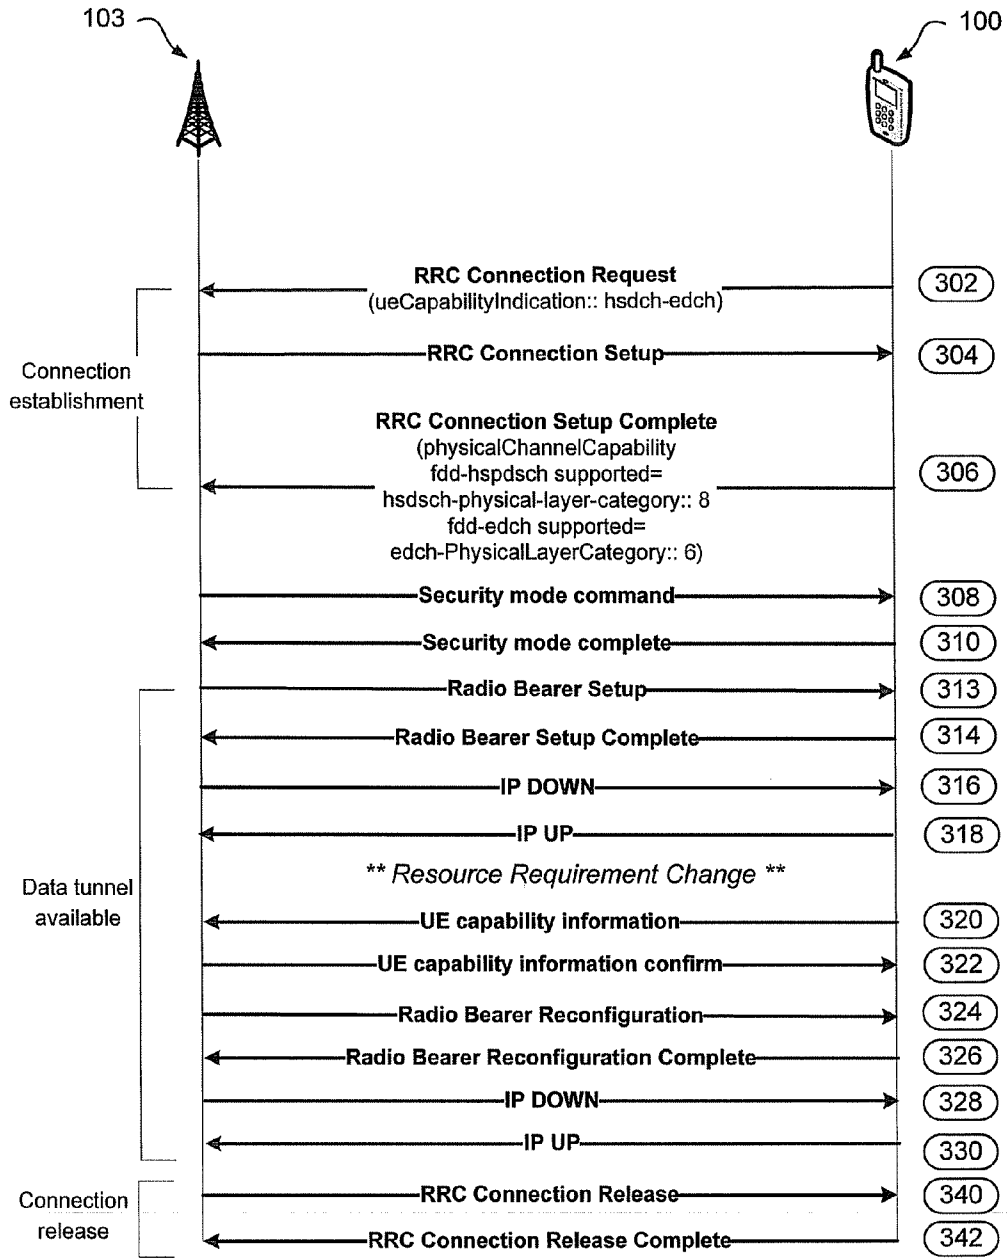 103
100
RRC Connection Request
(ueCapabilityIndication:: hsdch-edch)
302
RRC Connection Setup
304
Connection
establishment
RRC Connection Setup Complete
(physicalChannelCapability
fdd-hspdsch supported=
hsdsch-physical-layer-category:: 8
fdd-edch supported=
edch-PhysicalLayerCategory:: 6)
306
Security mode command
308
Security mode complete
310
Radio Bearer Setup
313
Radio Bearer Setup Complete
314
IP DOWN
316
IP UP
318
** Resource Requirement Change **
Data tunnel
available
UE capability information
320
UE capability information confirm
322
Radio Bearer Reconfiguration
324
Radio Bearer Reconfiguration Complete
326
IP DOWN
328
IP UP
330
Connection
release
RRC Connection Release
340
RRC Connection Release Complete
342